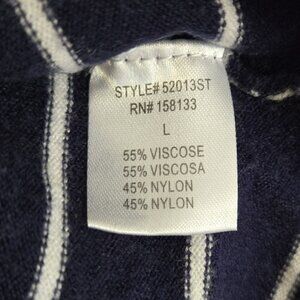 STYLE# 52013ST
RN# 158133
L
55% VISCOSE
55% VISCOSA
45% NYLON
45% NYLON